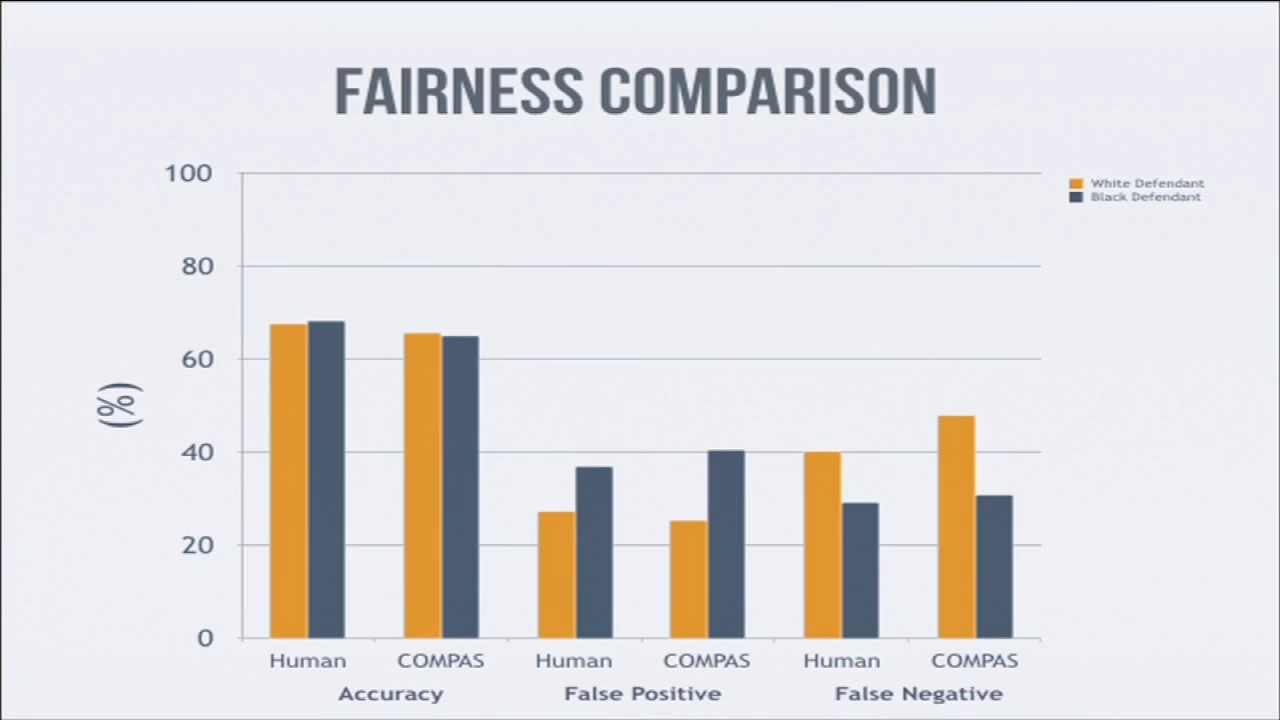 FAIRNESS COMPARISON
100
80
60
40
20
0
(%)
White Defendant
Black Defendant
Human COMPAS Human COMPAS Human COMPAS
Accuracy False Positive False Negative